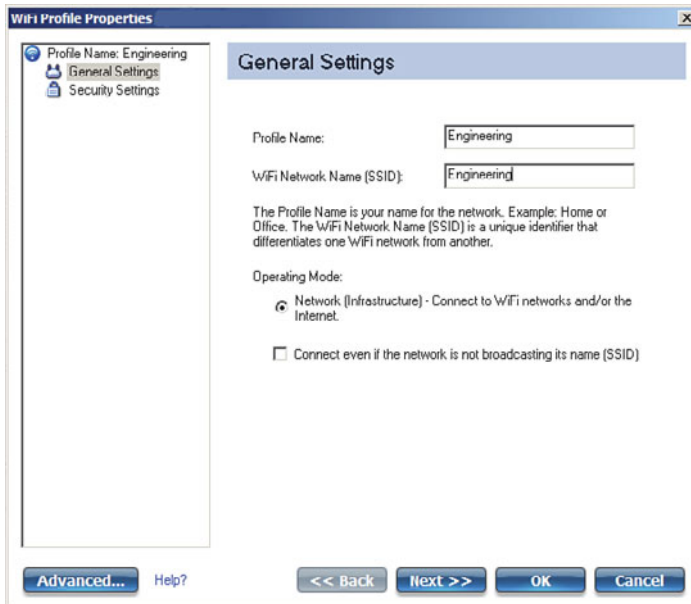 WiFi Profile Properties
Profile Name: Engineering
General Settings
Security Settings
General Settings
Profile Name:
Engineering
WiFi Network Name (SSID):
Engineering
The Profile Name is your name for the network. Example: Home or
Office. The WiFi Network Name (SSID) is a unique identifier that
differentiates one WiFi network from another.
Operating Mode:
Network (Infrastructure) - Connect to WiFi networks and/or the
Internet.
Connect even if the network is not broadcasting its name (SSID)
Advanced... Help? << Back Next >> OK Cancel